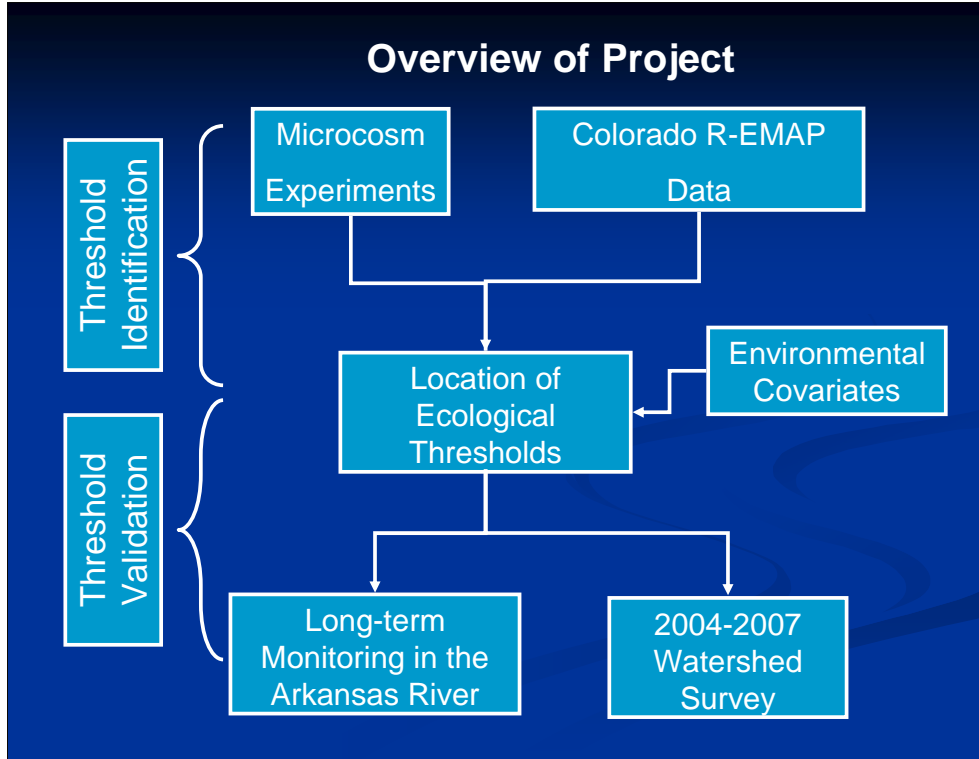 Overview of Project
Threshold
Identification
Microcosm
Experiments
Colorado R-EMAP
Data
Location of
Ecological
Thresholds
Environmental
Covariates
Threshold
Validation
Long-term
Monitoring in the
Arkansas River
2004-2007
Watershed
Survey